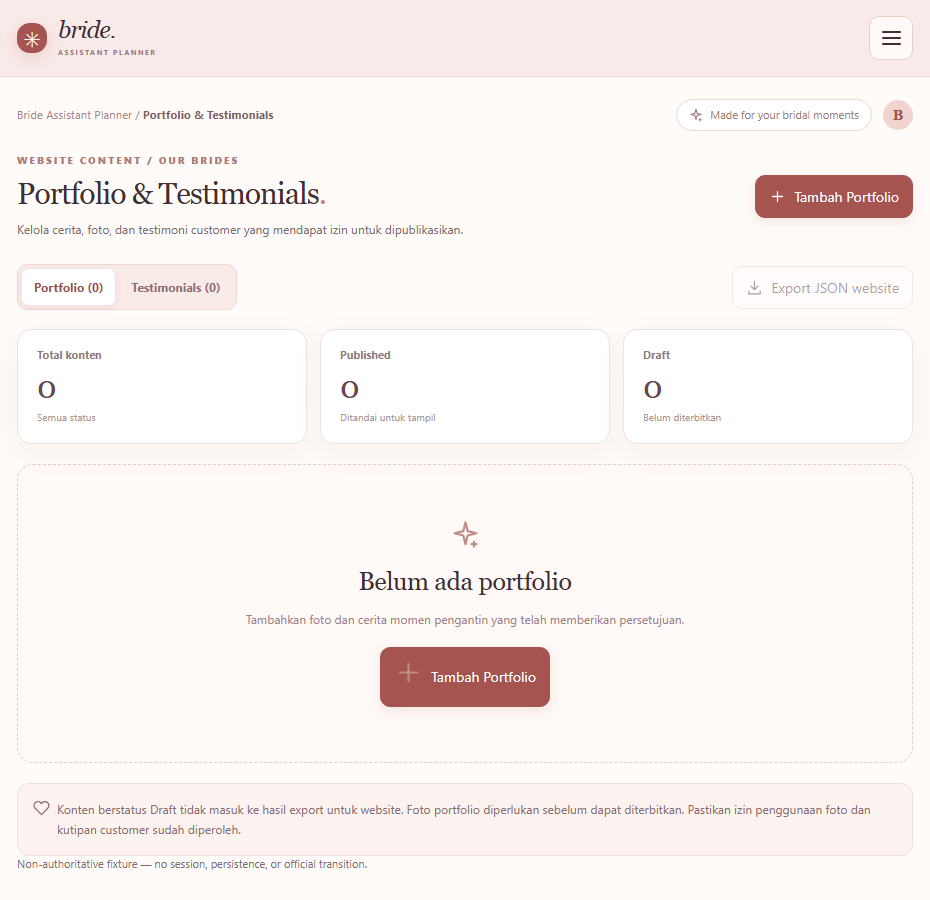 bride.
ASSISTANT PLANNER
Bride Assistant Planner / Portfolio & Testimonials
Made for your bridal moments
B
WEBSITE CONTENT / OUR BRIDES
Portfolio & Testimonials.
Tambah Portfolio
Kelola cerita, foto, dan testimoni customer yang mendapat izin untuk dipublikasikan.
Portfolio (0)
Testimonials (0)
Export JSON website
Total konten
0
Semua status
Published
0
Ditandai untuk tampil
Draft
0
Belum diterbitkan
Belum ada portfolio
Tambahkan foto dan cerita momen pengantin yang telah memberikan persetujuan.
Tambah Portfolio
Konten berstatus Draft tidak masuk ke hasil export untuk website. Foto portfolio diperlukan sebelum dapat diterbitkan. Pastikan izin penggunaan foto dan
kutipan customer sudah diperoleh.
Non-authoritative fixture — no session, persistence, or official transition.